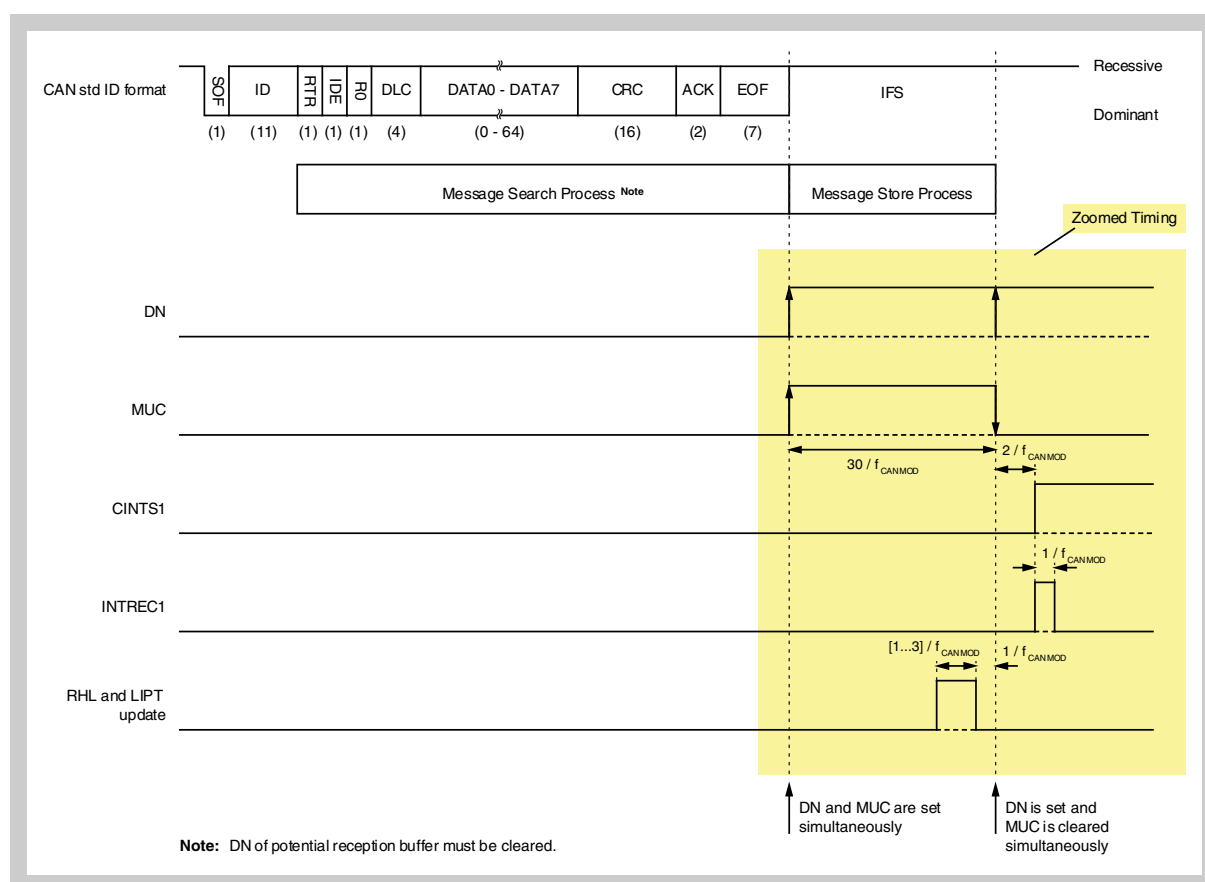 CAN std ID format
SOF
ID
RTR
IDE
R0
DLC
DATA0 - DATA7
CRC
ACK
EOF
IFS
Recessive
Dominant
(1)
(11)
(1)
(1)
(1)
(4)
(0 - 64)
(16)
(2)
(7)
Message Search Process Note
Message Store Process
Zoomed Timing
DN
MUC
30 / fCANMOD
2 / fCANMOD
CINTS1
1 / fCANMOD
INTREC1
[1...3] / fCANMOD
1 / fCANMOD
RHL and LIPT
update
DN and MUC are set
simultaneously
DN is set and
MUC is cleared
simultaneously
Note: DN of potential reception buffer must be cleared.